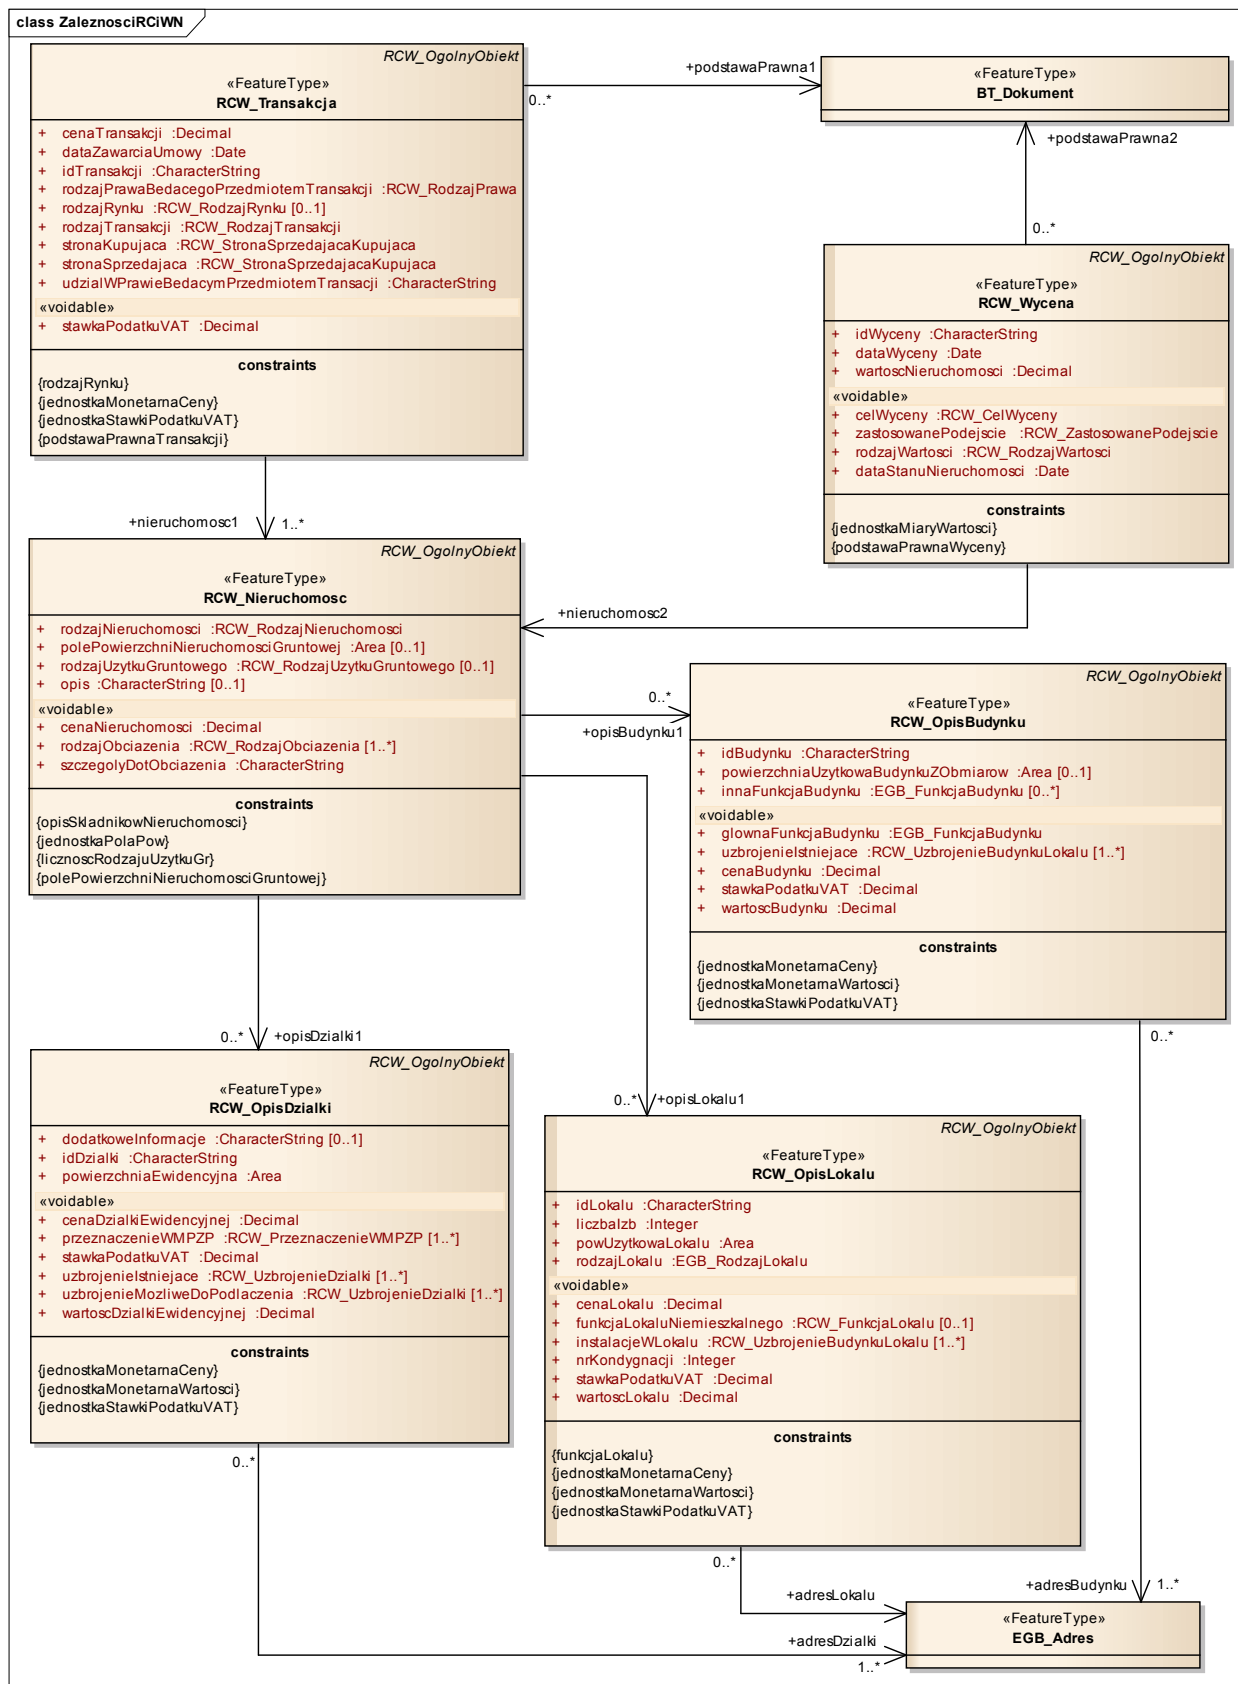 class ZaleznosciRCiWN
RCW_OgolnyObiekt
«FeatureType»
RCW_Transakcja
+ cenaTransakcji :Decimal
+ dataZawarciaUmowy :Date
+ idTransakcji :CharacterString
+ rodzajPrawaBedacegoPrzedmiotemTransakcji :RCW_RodzajPrawa
+ rodzajRynku :RCW_RodzajRynku [0..1]
+ rodzajTransakcji :RCW_RodzajTransakcji
+ stronaKupujaca :RCW_StronaSprzedajacaKupujaca
+ stronaSprzedajaca :RCW_StronaSprzedajacaKupujaca
+ udzialWPrawieBedacymPrzedmiotemTransacji :CharacterString
«voidable»
+ stawkaPodatkuVAT :Decimal
constraints
{rodzajRynku}
{jednostkaMonetarnaCeny}
{jednostkaStawkiPodatkuVAT}
{podstawaPrawnaTransakcji}
+podstawaPrawna1
0..*
«FeatureType»
BT_Dokument
+podstawaPrawna2
0..*
RCW_OgolnyObiekt
«FeatureType»
RCW_Wycena
+ idWyceny :CharacterString
+ dataWyceny :Date
+ wartoscNieruchomosci :Decimal
«voidable»
+ celWyceny :RCW_CelWyceny
+ zastosowanePodejscie :RCW_ZastosowanePodejscie
+ rodzajWartosci :RCW_RodzajWartosci
+ dataStanuNieruchomosci :Date
constraints
{jednostkaMiaryWartosci}
{podstawaPrawnaWyceny}
+nieruchomosc1
1..*
+nieruchomosc2
RCW_OgolnyObiekt
«FeatureType»
RCW_Nieruchomosc
+ rodzajNieruchomosci :RCW_RodzajNieruchomosci
+ polePowierzchniNieruchomosciGruntowej :Area [0..1]
+ rodzajUzytkuGruntowego :RCW_RodzajUzytkuGruntowego [0..1]
+ opis :CharacterString [0..1]
«voidable»
+ cenaNieruchomosci :Decimal
+ rodzajObciazenia :RCW_RodzajObciazenia [1..*]
+ szczegolyDotObciazenia :CharacterString
constraints
{opisSkladnikowNieruchomosci}
{jednostkaPolaPow}
{licznoscRodzajuUzytkuGr}
{polePowierzchniNieruchomosciGruntowej}
0..*
+opisBudynku1
RCW_OgolnyObiekt
«FeatureType»
RCW_OpisBudynku
+ idBudynku :CharacterString
+ powierzchniaUzytkowaBudynkuZObmiarow :Area [0..1]
+ innaFunkcjaBudynku :EGB_FunkcjaBudynku [0..*]
«voidable»
+ glownaFunkcjaBudynku :EGB_FunkcjaBudynku
+ uzbrojenieIstniejace :RCW_UzbrojenieBudynkuLokalu [1..*]
+ cenaBudynku :Decimal
+ stawkaPodatkuVAT :Decimal
+ wartoscBudynku :Decimal
constraints
{jednostkaMonetarnaCeny}
{jednostkaMonetarnaWartosci}
{jednostkaStawkiPodatkuVAT}
0..*
0..*
+opisDzialki1
RCW_OgolnyObiekt
«FeatureType»
RCW_OpisDzialki
+ dodatkoweInformacje :CharacterString [0..1]
+ idDzialki :CharacterString
+ powierzchniaEwidencyjna :Area
«voidable»
+ cenaDzialkiEwidencyjnej :Decimal
+ przeznaczenieWMPZP :RCW_PrzeznaczenieWMPZP [1..*]
+ stawkaPodatkuVAT :Decimal
+ uzbrojenieIstniejace :RCW_UzbrojenieDzialki [1..*]
+ uzbrojenieMozliweDoPodlaczenia :RCW_UzbrojenieDzialki [1..*]
+ wartoscDzialkiEwidencyjnej :Decimal
constraints
{jednostkaMonetarnaCeny}
{jednostkaMonetarnaWartosci}
{jednostkaStawkiPodatkuVAT}
0..*
0..*
+opisLokalu1
RCW_OgolnyObiekt
«FeatureType»
RCW_OpisLokalu
+ idLokalu :CharacterString
+ liczbaIzb :Integer
+ powUzytkowaLokalu :Area
+ rodzajLokalu :EGB_RodzajLokalu
«voidable»
+ cenaLokalu :Decimal
+ funkcjaLokaluNiemieszkalnego :RCW_FunkcjaLokalu [0..1]
+ instalacjeWLokalu :RCW_UzbrojenieBudynkuLokalu [1..*]
+ nrKondygnacji :Integer
+ stawkaPodatkuVAT :Decimal
+ wartoscLokalu :Decimal
constraints
{funkcjaLokalu}
{jednostkaMonetarnaCeny}
{jednostkaMonetarnaWartosci}
{jednostkaStawkiPodatkuVAT}
0..*
+adresLokalu
+adresBudynku
1..*
«FeatureType»
EGB_Adres
+adresDzialki
1..*